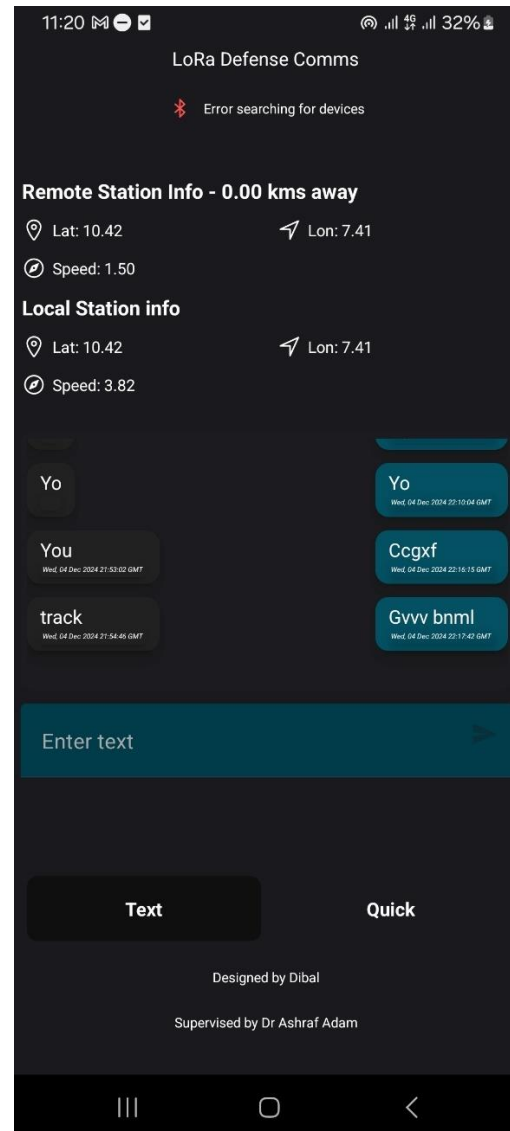 11:20 32%
4G
LoRa Defense Comms
Error searching for devices
Remote Station Info - 0.00 kms away
Lat: 10.42 Lon: 7.41
Speed: 1.50
Local Station info
Lat: 10.42 Lon: 7.41
Speed: 3.82
Yo Yo
Wed, 04 Dec 2024 22:10:04 GMT
You Ccgxf
Wed, 04 Dec 2024 21:53:02 GMT Wed, 04 Dec 2024 22:16:15 GMT
track Gvvv bnml
Wed, 04 Dec 2024 21:54:46 GMT Wed, 04 Dec 2024 22:17:42 GMT
Enter text
Text Quick
Designed by Dibal
Supervised by Dr Ashraf Adam